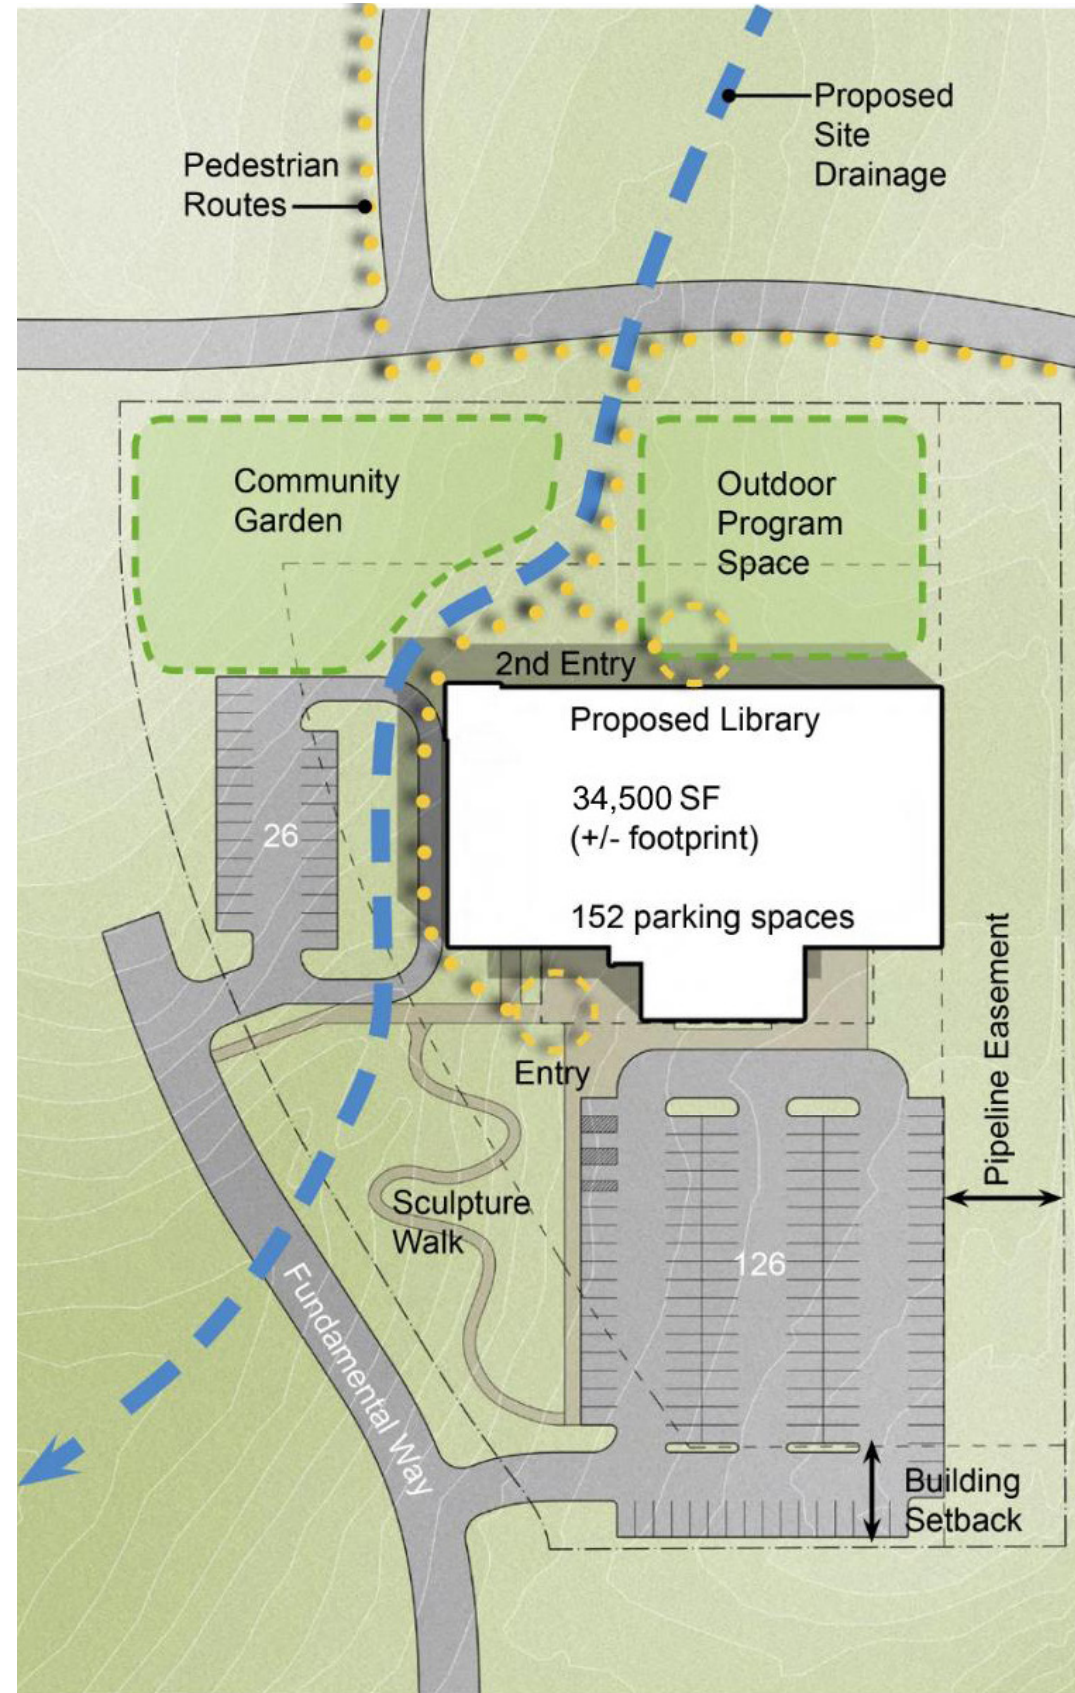 Proposed
Site
Drainage
Pedestrian
Routes
Community
Garden
Outdoor
Program
Space
2nd Entry
Proposed Library
34,500 SF
(+/- footprint)
152 parking spaces
26
Entry
Pipeline Easement
Sculpture
Walk
126
Fundamental Way
Building
Setback